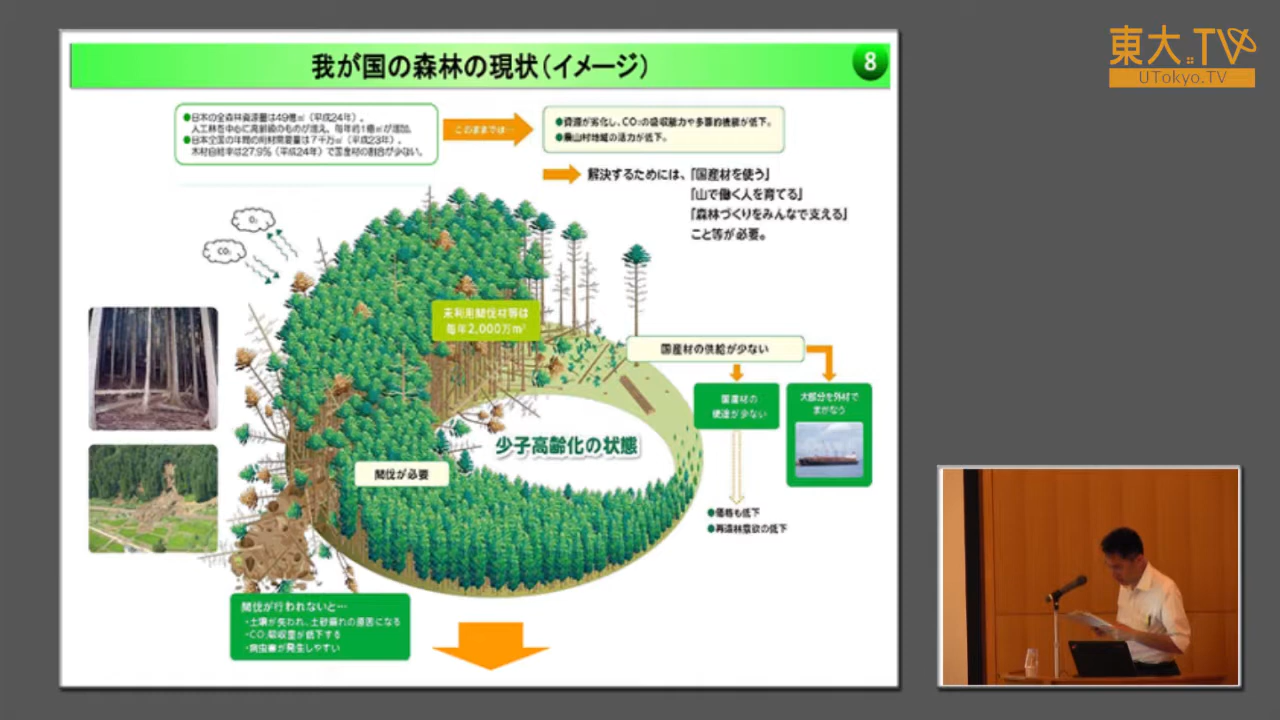 我が国の森林の現状(イメージ)
8
東大.TV
UTokyo.TV
●日本の全森林資源量は49億㎥(平成24年)。
人工林を中心に高齢級のものが増え、毎年約1億㎥が増加。
●日本全国の年間の用材需要量は7千万㎥(平成23年)。
木材自給率は27.9%(平成24年)で国産材の割合が少ない。
このままでは…
●資源が劣化し、CO₂の吸収能力や多面的機能が低下。
●農山村地域の活力が低下。
解決するためには、「国産材を使う」
「山で働く人を育てる」
「森林づくりをみんなで支える」
こと等が必要。
O₂
CO₂
未利用間伐材等は
毎年2,000万m³
国産材の供給が少ない
国産材の
使途が少ない
大部分を外材で
まかなう
少子高齢化の状態
間伐が必要
●価格も低下
●再造林意欲の低下
間伐が行われないと…
・土壌が失われ、土砂崩れの原因になる
・CO₂吸収量が低下する
・病虫害が発生しやすい